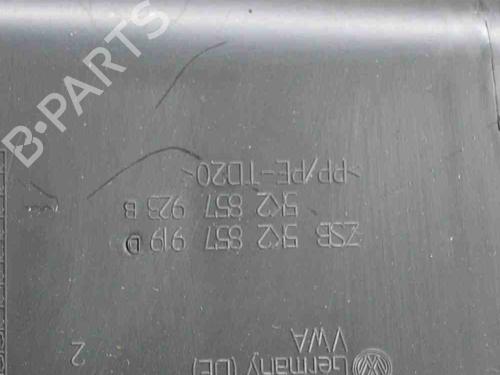 Germany (DE)
VWA
2
ZSB 5K2 857 919 D
5K2 857 923 B
>PP/PE-TD20<
B-PARTS